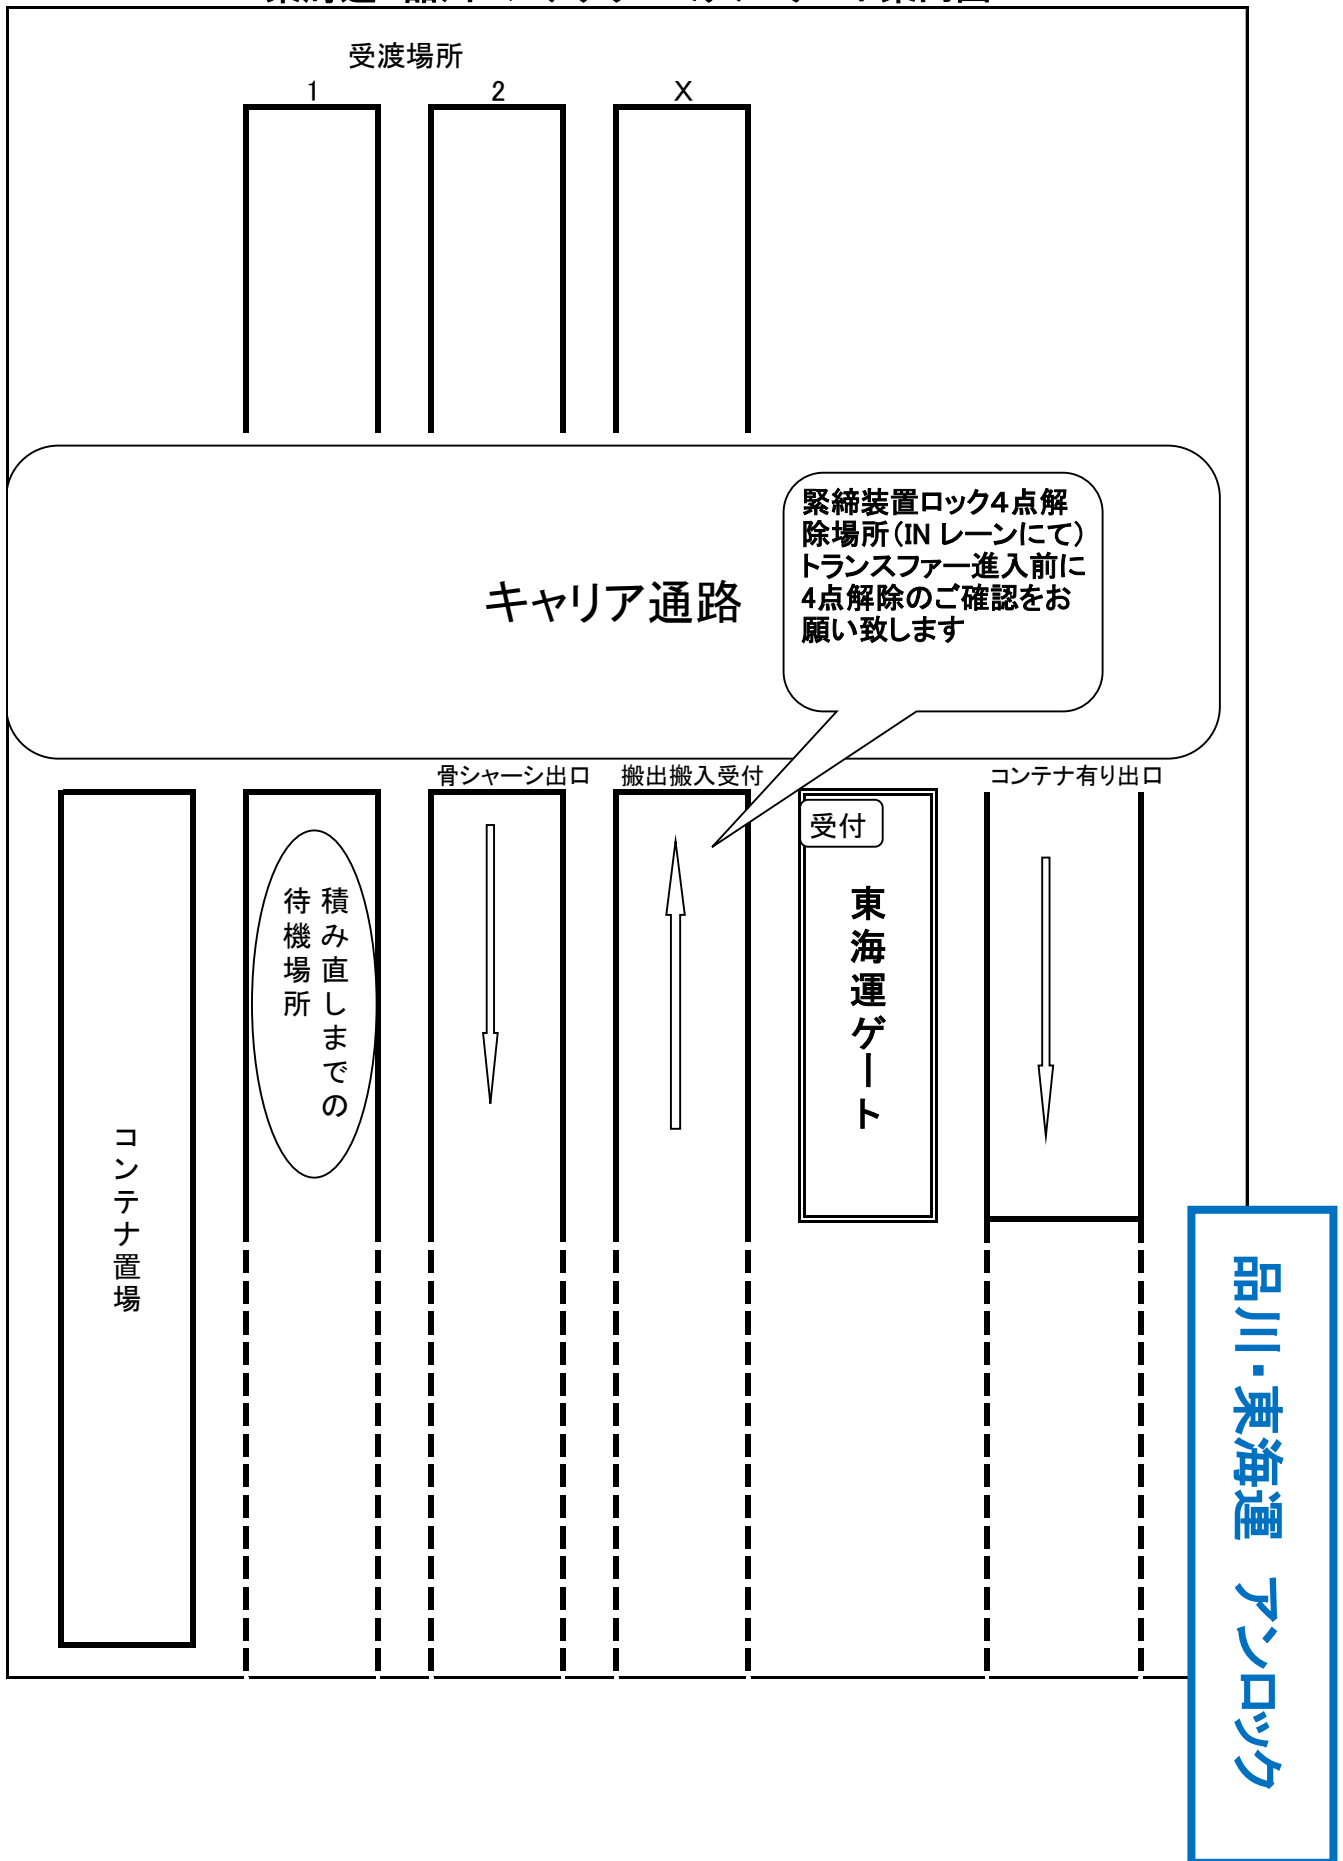 受渡場所
1
2
X
緊締装置ロック4点解
除場所(IN レーンにて)
トランスファー進入前に
4点解除のご確認をお
願い致します
キャリア通路
骨シャーシ出口
搬出搬入受付
コンテナ有り出口
受付
東海運ゲート
積み直しまでの
待機場所
コンテナ置場
品川・東海運 アンロック